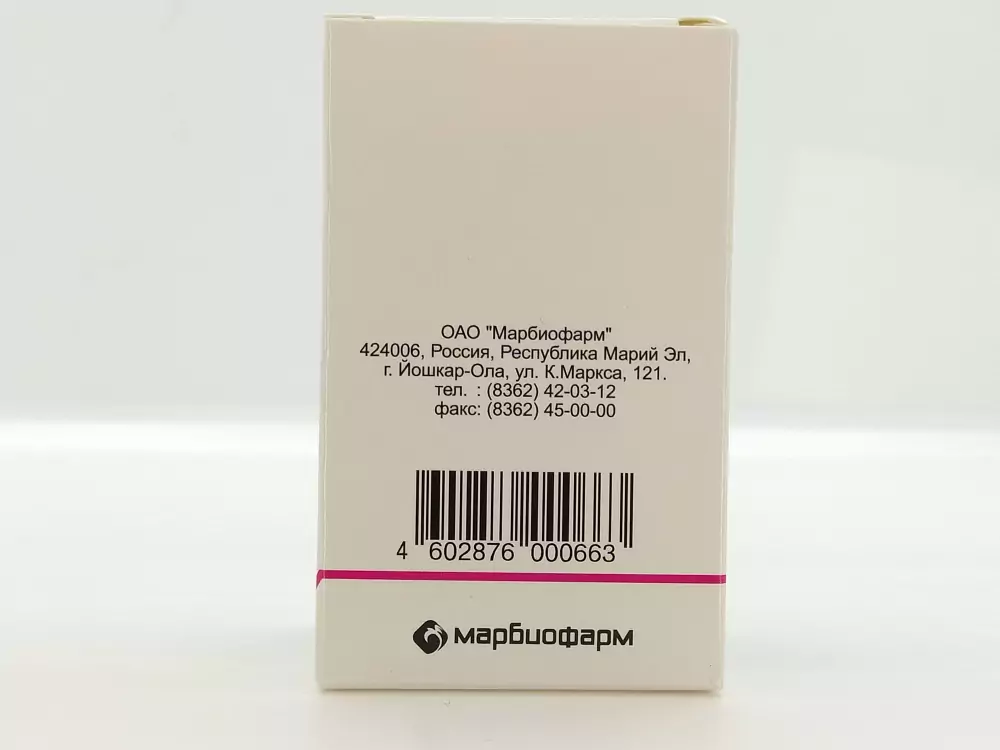 ОАО "Марбиофарм"
424006, Россия, Республика Марий Эл,
г. Йошкар-Ола, ул. К.Маркса, 121.
тел. : (8362) 42-03-12
факс: (8362) 45-00-00
4 602876 000663
марбиофарм